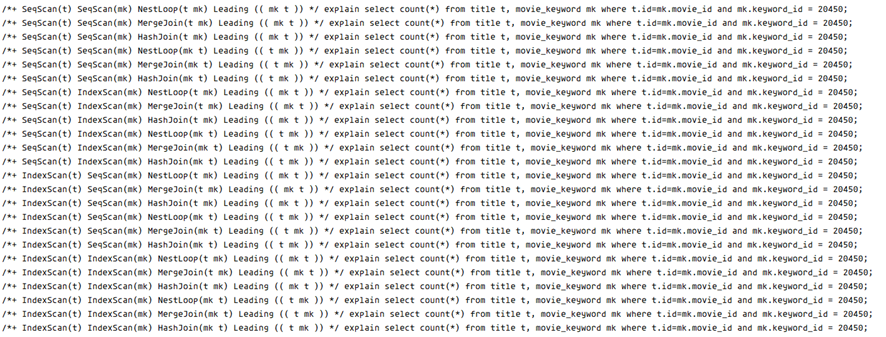 /*+ SeqScan(t) SeqScan(mk) NestLoop(t mk) Leading (( mk t )) */ explain select count(*) from title t, movie_keyword mk where t.id=mk.movie_id and mk.keyword_id = 20450;
/*+ SeqScan(t) SeqScan(mk) MergeJoin(t mk) Leading (( mk t )) */ explain select count(*) from title t, movie_keyword mk where t.id=mk.movie_id and mk.keyword_id = 20450;
/*+ SeqScan(t) SeqScan(mk) HashJoin(t mk) Leading (( mk t )) */ explain select count(*) from title t, movie_keyword mk where t.id=mk.movie_id and mk.keyword_id = 20450;
/*+ SeqScan(t) SeqScan(mk) NestLoop(mk t) Leading (( t mk )) */ explain select count(*) from title t, movie_keyword mk where t.id=mk.movie_id and mk.keyword_id = 20450;
/*+ SeqScan(t) SeqScan(mk) MergeJoin(mk t) Leading (( t mk )) */ explain select count(*) from title t, movie_keyword mk where t.id=mk.movie_id and mk.keyword_id = 20450;
/*+ SeqScan(t) SeqScan(mk) HashJoin(mk t) Leading (( t mk )) */ explain select count(*) from title t, movie_keyword mk where t.id=mk.movie_id and mk.keyword_id = 20450;
/*+ SeqScan(t) IndexScan(mk) NestLoop(t mk) Leading (( mk t )) */ explain select count(*) from title t, movie_keyword mk where t.id=mk.movie_id and mk.keyword_id = 20450;
/*+ SeqScan(t) IndexScan(mk) MergeJoin(t mk) Leading (( mk t )) */ explain select count(*) from title t, movie_keyword mk where t.id=mk.movie_id and mk.keyword_id = 20450;
/*+ SeqScan(t) IndexScan(mk) HashJoin(t mk) Leading (( mk t )) */ explain select count(*) from title t, movie_keyword mk where t.id=mk.movie_id and mk.keyword_id = 20450;
/*+ SeqScan(t) IndexScan(mk) NestLoop(mk t) Leading (( t mk )) */ explain select count(*) from title t, movie_keyword mk where t.id=mk.movie_id and mk.keyword_id = 20450;
/*+ SeqScan(t) IndexScan(mk) MergeJoin(mk t) Leading (( t mk )) */ explain select count(*) from title t, movie_keyword mk where t.id=mk.movie_id and mk.keyword_id = 20450;
/*+ SeqScan(t) IndexScan(mk) HashJoin(mk t) Leading (( t mk )) */ explain select count(*) from title t, movie_keyword mk where t.id=mk.movie_id and mk.keyword_id = 20450;
/*+ IndexScan(t) SeqScan(mk) NestLoop(t mk) Leading (( mk t )) */ explain select count(*) from title t, movie_keyword mk where t.id=mk.movie_id and mk.keyword_id = 20450;
/*+ IndexScan(t) SeqScan(mk) MergeJoin(t mk) Leading (( mk t )) */ explain select count(*) from title t, movie_keyword mk where t.id=mk.movie_id and mk.keyword_id = 20450;
/*+ IndexScan(t) SeqScan(mk) HashJoin(t mk) Leading (( mk t )) */ explain select count(*) from title t, movie_keyword mk where t.id=mk.movie_id and mk.keyword_id = 20450;
/*+ IndexScan(t) SeqScan(mk) NestLoop(mk t) Leading (( t mk )) */ explain select count(*) from title t, movie_keyword mk where t.id=mk.movie_id and mk.keyword_id = 20450;
/*+ IndexScan(t) SeqScan(mk) MergeJoin(mk t) Leading (( t mk )) */ explain select count(*) from title t, movie_keyword mk where t.id=mk.movie_id and mk.keyword_id = 20450;
/*+ IndexScan(t) SeqScan(mk) HashJoin(mk t) Leading (( t mk )) */ explain select count(*) from title t, movie_keyword mk where t.id=mk.movie_id and mk.keyword_id = 20450;
/*+ IndexScan(t) IndexScan(mk) NestLoop(t mk) Leading (( mk t )) */ explain select count(*) from title t, movie_keyword mk where t.id=mk.movie_id and mk.keyword_id = 20450;
/*+ IndexScan(t) IndexScan(mk) MergeJoin(t mk) Leading (( mk t )) */ explain select count(*) from title t, movie_keyword mk where t.id=mk.movie_id and mk.keyword_id = 20450;
/*+ IndexScan(t) IndexScan(mk) HashJoin(t mk) Leading (( mk t )) */ explain select count(*) from title t, movie_keyword mk where t.id=mk.movie_id and mk.keyword_id = 20450;
/*+ IndexScan(t) IndexScan(mk) NestLoop(mk t) Leading (( t mk )) */ explain select count(*) from title t, movie_keyword mk where t.id=mk.movie_id and mk.keyword_id = 20450;
/*+ IndexScan(t) IndexScan(mk) MergeJoin(mk t) Leading (( t mk )) */ explain select count(*) from title t, movie_keyword mk where t.id=mk.movie_id and mk.keyword_id = 20450;
/*+ IndexScan(t) IndexScan(mk) HashJoin(mk t) Leading (( t mk )) */ explain select count(*) from title t, movie_keyword mk where t.id=mk.movie_id and mk.keyword_id = 20450;